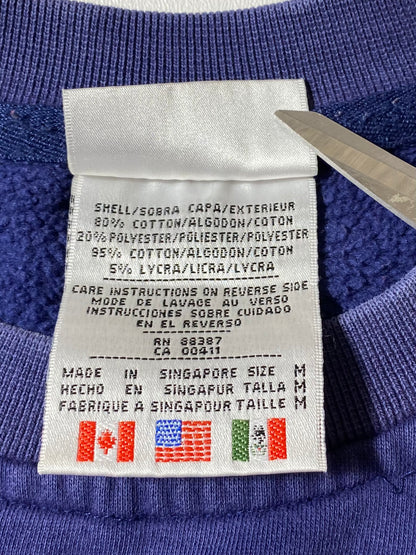 SHELL/SOBRA CAPA/EXTERIEUR
80% COTTON/ALGODON/COTON
20% POLYESTER/POLIESTER/POLYESTER
95% COTTON/ALGODON/COTON
5% LYCRA/LICRA/LYCRA
CARE INSTRUCTIONS ON REVERSE SIDE
MODE DE LAVAGE AU VERSO
INSTRUCCIONES SOBRE CUIDADO
EN EL REVERSO
RN 88387
CA 00411
MADE IN SINGAPORE SIZE M
HECHO EN SINGAPUR TALLA M
FABRIQUE A SINGAPOUR TAILLE M